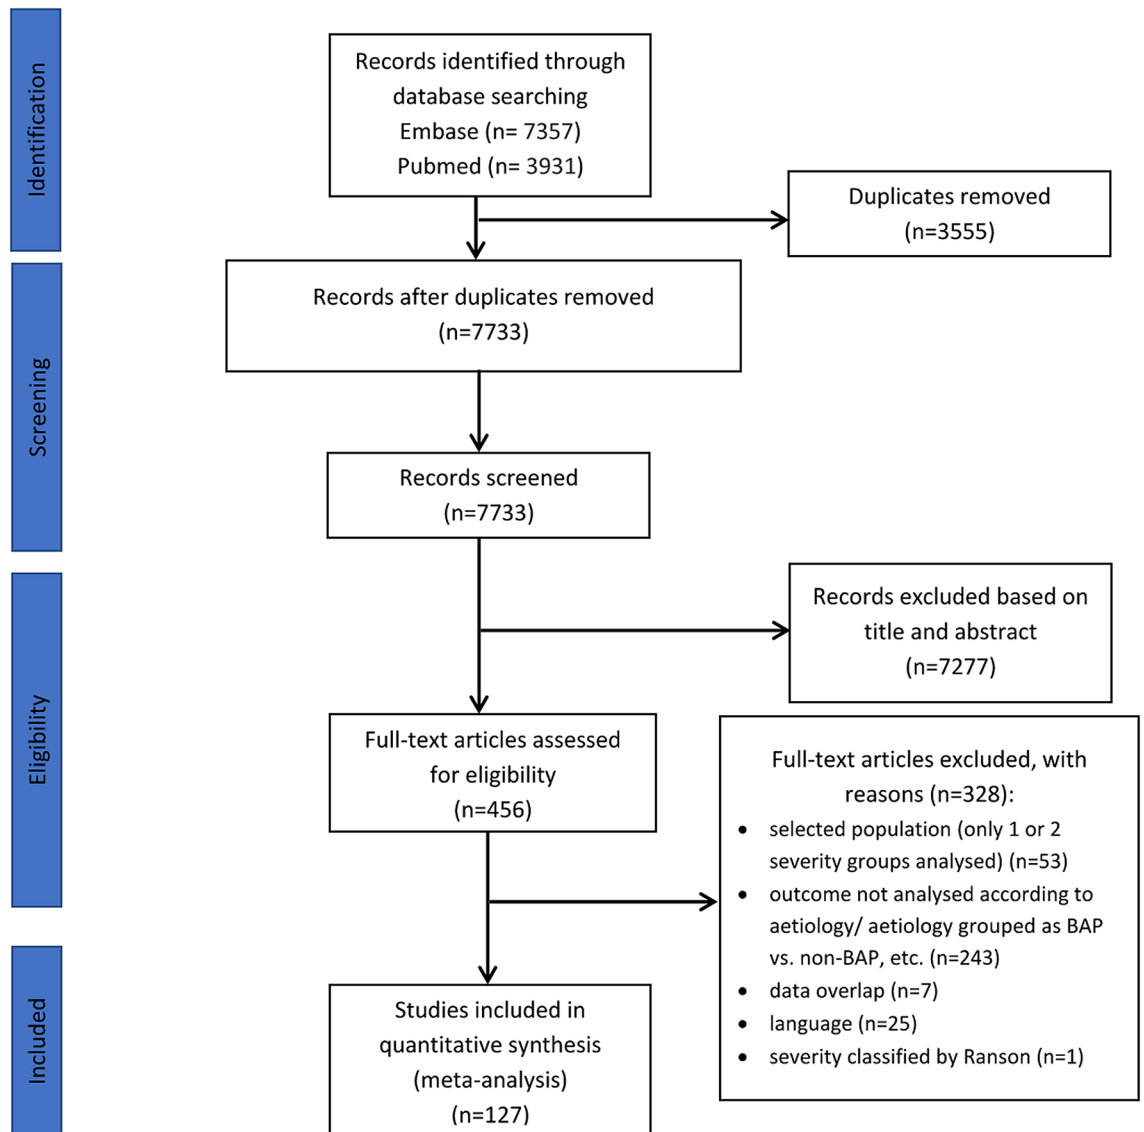 Identification
Records identified through
database searching
Embase (n= 7357)
Pubmed (n= 3931)
Duplicates removed
(n=3555)
Screening
Records after duplicates removed
(n=7733)
Records screened
(n=7733)
Eligibility
Records excluded based on
title and abstract
(n=7277)
Full-text articles assessed
for eligibility
(n=456)
Full-text articles excluded, with
reasons (n=328):
• selected population (only 1 or 2
severity groups analysed) (n=53)
• outcome not analysed according to
aetiology/ aetiology grouped as BAP
vs. non-BAP, etc. (n=243)
• data overlap (n=7)
• language (n=25)
• severity classified by Ranson (n=1)
Included
Studies included in
quantitative synthesis
(meta-analysis)
(n=127)